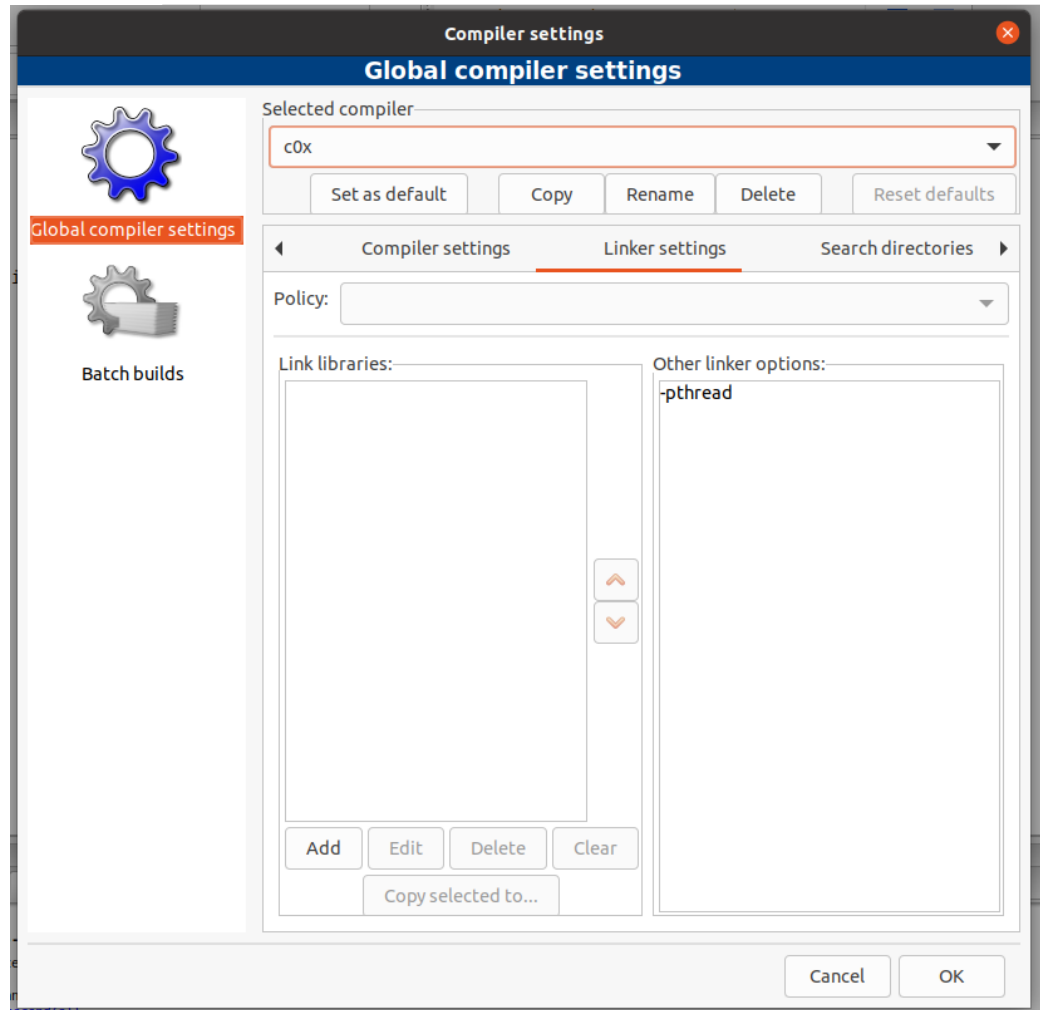 Compiler settings
Global compiler settings
Global compiler settings
Batch builds
Selected compiler
c0x
Set as default Copy Rename Delete Reset defaults
Compiler settings Linker settings Search directories
Policy:
Link libraries:
Other linker options:
-pthread
Add Edit Delete Clear
Copy selected to...
Cancel OK